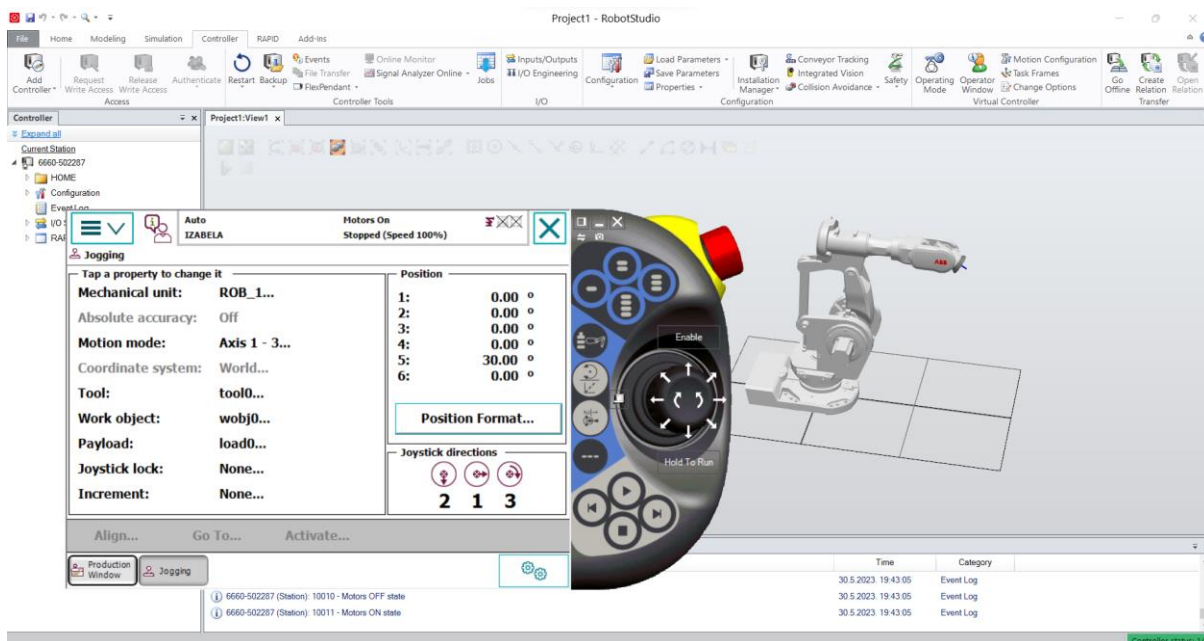 Project1 - RobotStudio
File Home Modeling Simulation Controller RAPID Add-Ins
Add Controller
Request Write Access
Release Write Access
Authenticate
Access
Restart
Backup
Events
File Transfer
FlexPendant
Online Monitor
Signal Analyzer Online
Jobs
Controller Tools
Inputs/Outputs
I/O Engineering
I/O
Configuration
Load Parameters
Save Parameters
Properties
Installation Manager
Conveyor Tracking
Integrated Vision
Collision Avoidance
Safety
Configuration
Operating Mode
Operator Window
Motion Configuration
Task Frames
Change Options
Virtual Controller
Go Offline
Create Relation
Open Relation
Transfer
Controller
Project1:View1
Expand all
Current Station
6660-502287
HOME
Configuration
Auto
IZABELA
Motors On
Stopped (Speed 100%)
Jogging
Tap a property to change it
Mechanical unit: ROB_1...
Absolute accuracy: Off
Motion mode: Axis 1 - 3...
Coordinate system: World...
Tool: tool0...
Work object: wobj0...
Payload: load0...
Joystick lock: None...
Increment: None...
Position
1: 0.00 º
2: 0.00 º
3: 0.00 º
4: 0.00 º
5: 30.00 º
6: 0.00 º
Position Format...
Joystick directions
2 1 3
Align... Go To... Activate...
Production Window
Jogging
Enable
Hold To Run
ABB
Time Category
30.5.2023. 19:43:05 Event Log
6660-502287 (Station): 10010 - Motors OFF state 30.5.2023. 19:43:05 Event Log
6660-502287 (Station): 10011 - Motors ON state 30.5.2023. 19:43:05 Event Log